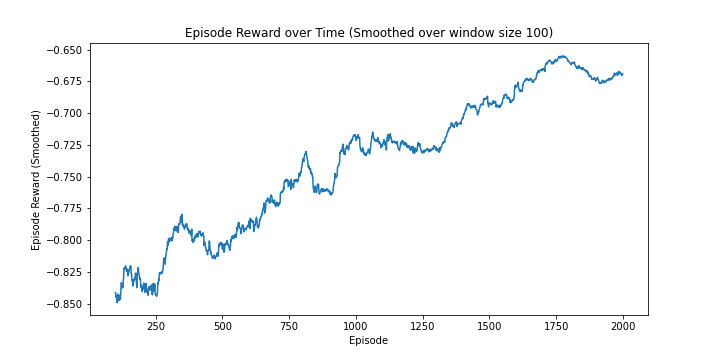 Episode Reward over Time (Smoothed over window size 100)
−0.650
−0.675
−0.700
−0.725
−0.750
−0.775
−0.800
−0.825
−0.850
Episode Reward (Smoothed)
250 500 750 1000 1250 1500 1750 2000
Episode